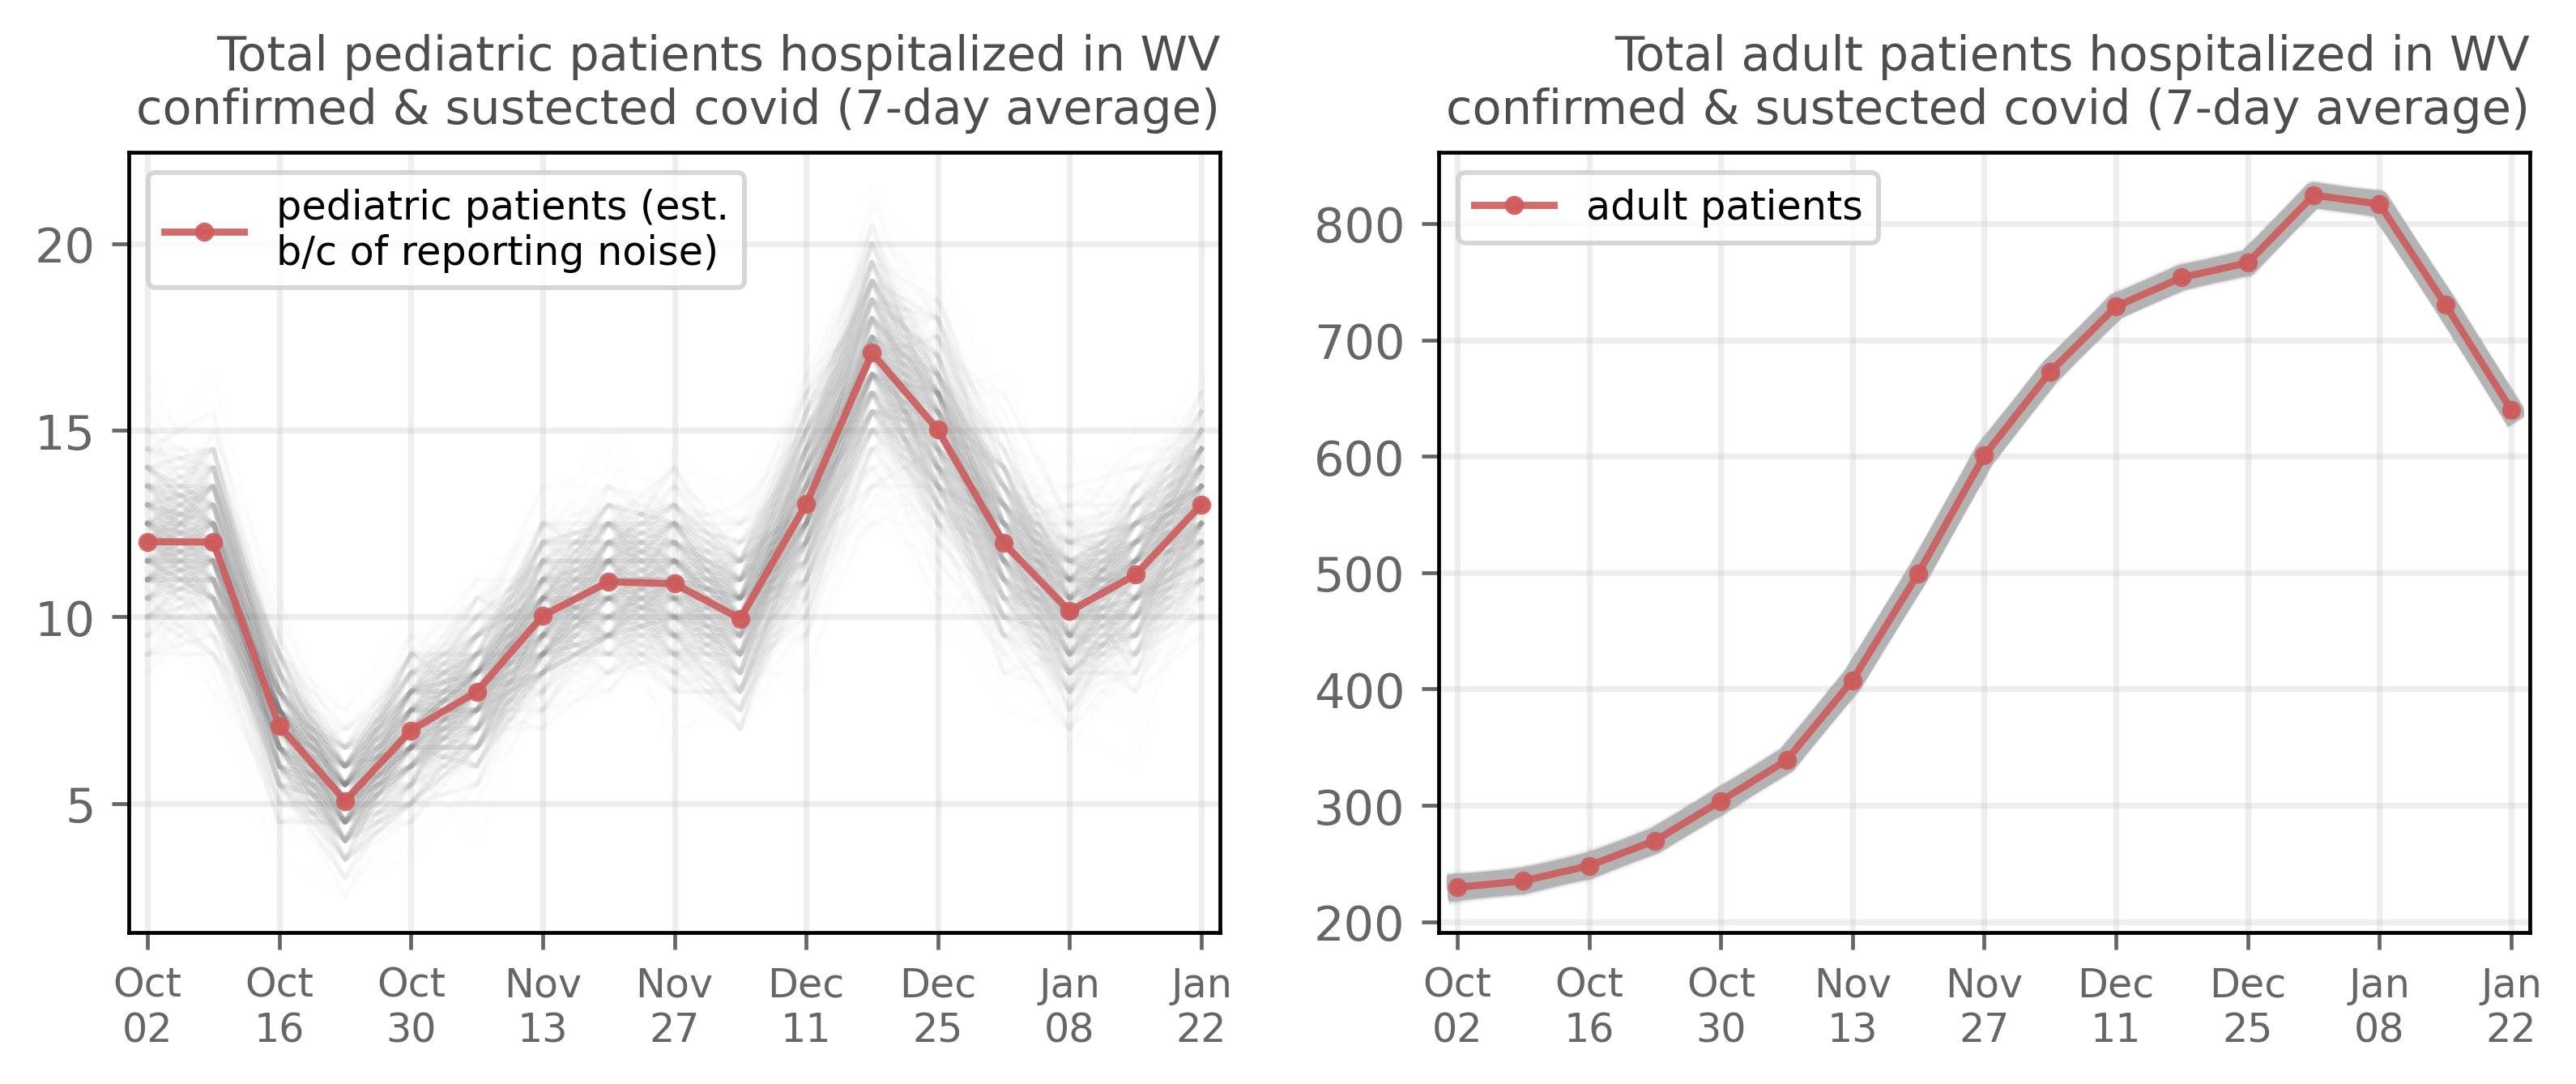 Total pediatric patients hospitalized in WV
confirmed & sustected covid (7-day average)
pediatric patients (est.
b/c of reporting noise)
20
15
10
5
Oct Oct Oct Nov Nov Dec Dec Jan Jan
02 16 30 13 27 11 25 08 22
Total adult patients hospitalized in WV
confirmed & sustected covid (7-day average)
adult patients
800
700
600
500
400
300
200
Oct Oct Oct Nov Nov Dec Dec Jan Jan
02 16 30 13 27 11 25 08 22